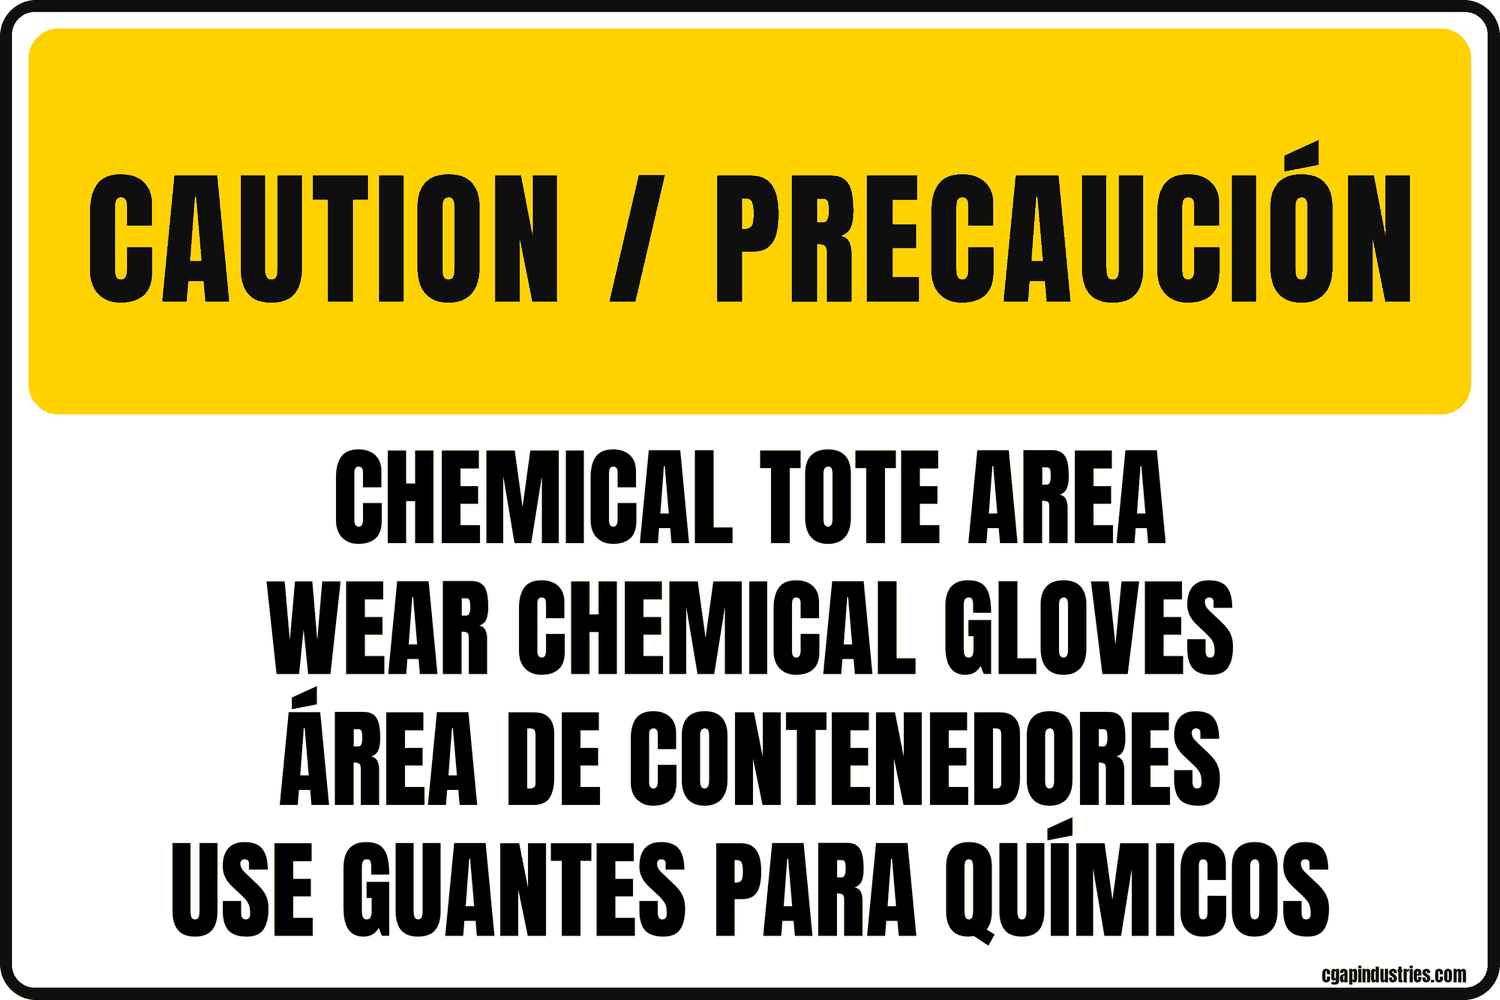 CAUTION / PRECAUCIÓN
CHEMICAL TOTE AREA
WEAR CHEMICAL GLOVES
ÁREA DE CONTENEDORES
USE GUANTES PARA QUÍMICOS
cgapindustries.com